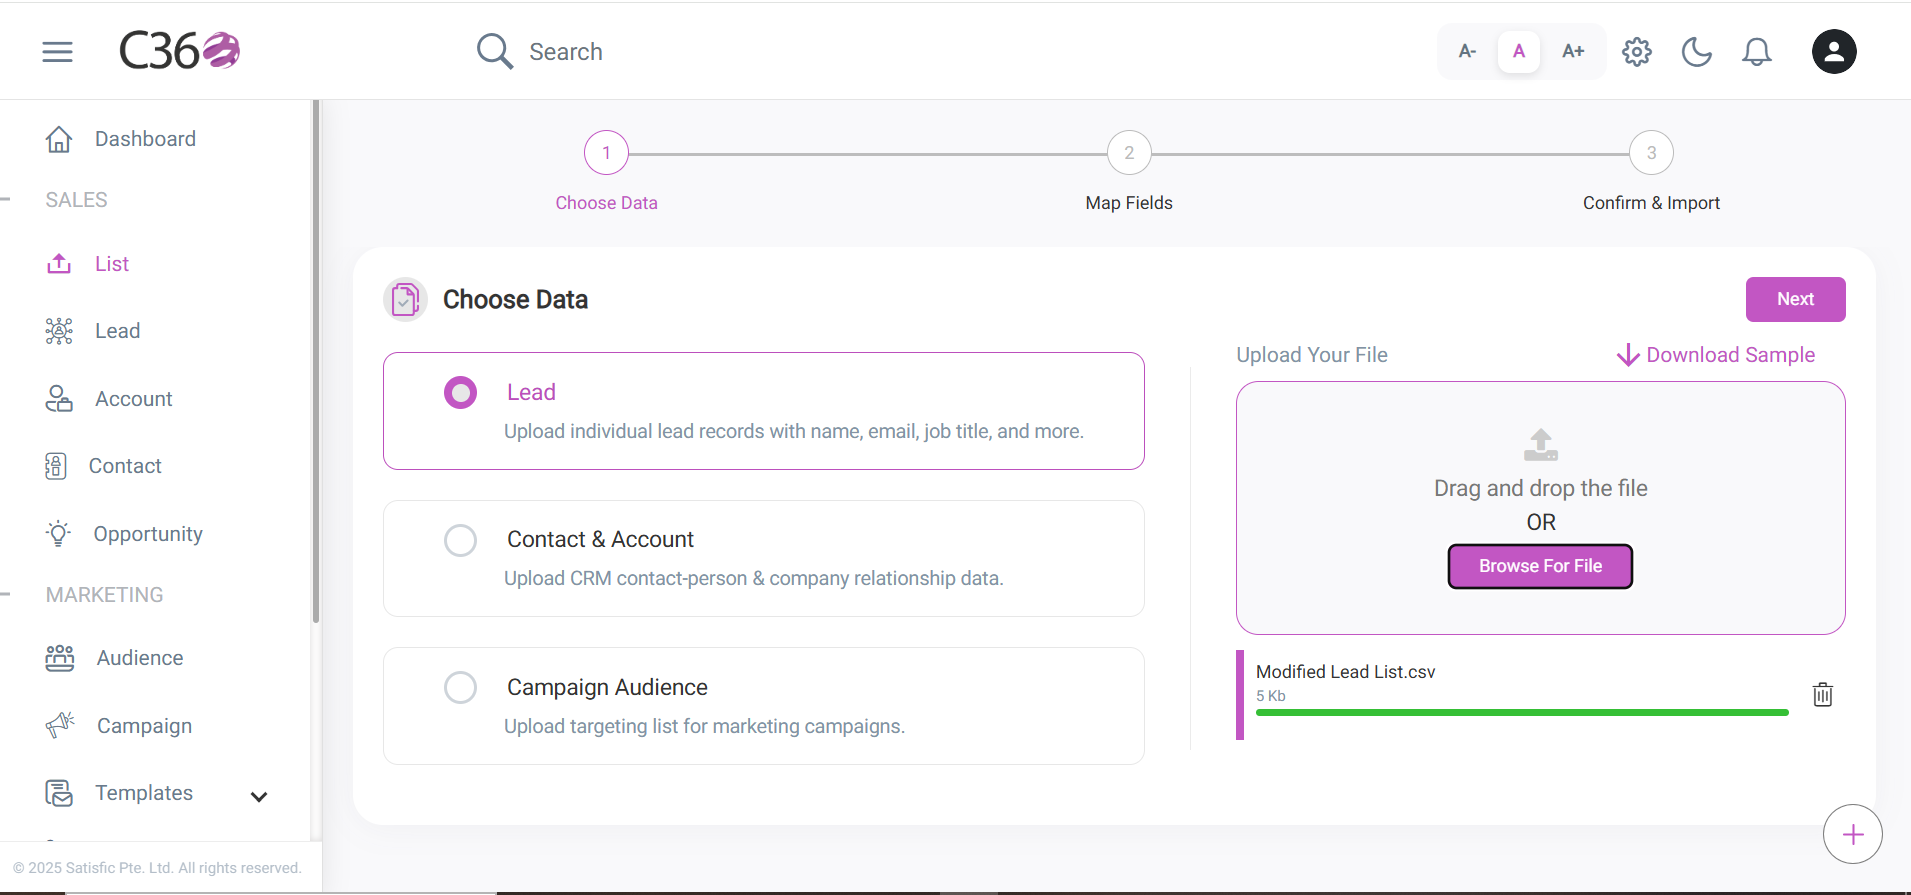 C360
Search
A-
A
A+
Dashboard
SALES
List
Lead
Account
Contact
Opportunity
MARKETING
Audience
Campaign
Templates
© 2025 Satisfic Pte. Ltd. All rights reserved.
1
2
3
Choose Data
Map Fields
Confirm & Import
Choose Data
Next
Lead
Upload individual lead records with name, email, job title, and more.
Contact & Account
Upload CRM contact-person & company relationship data.
Campaign Audience
Upload targeting list for marketing campaigns.
Upload Your File
Download Sample
Drag and drop the file
OR
Browse For File
Modified Lead List.csv
5 Kb